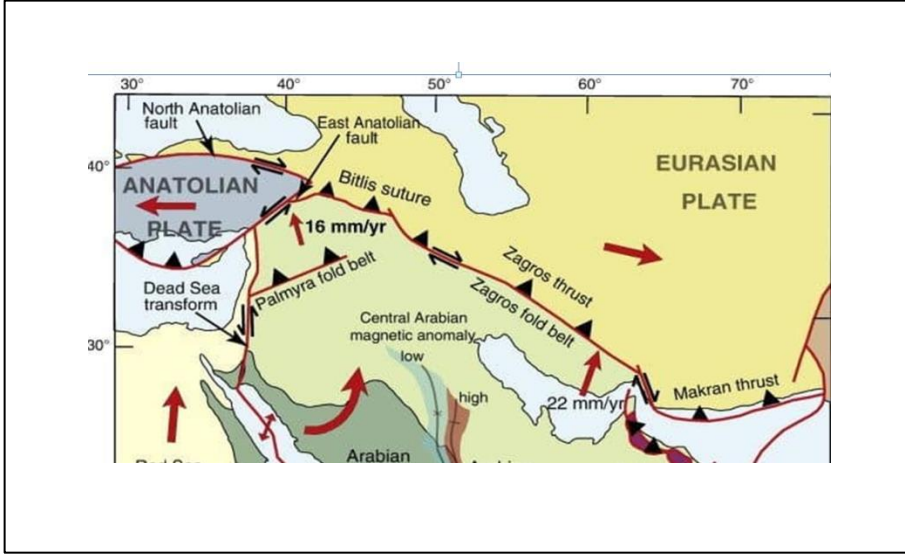 30°
40°
50°
60°
70°
North Anatolian
fault
East Anatolian
fault
40°
ANATOLIAN
PLATE
Bitlis suture
EURASIAN
PLATE
16 mm/yr
Zagros thrust
Palmyra fold belt
Zagros fold belt
Dead Sea
transform
Central Arabian
magnetic anomaly
low
30°
high
22 mm/yr
Makran thrust
Arabian